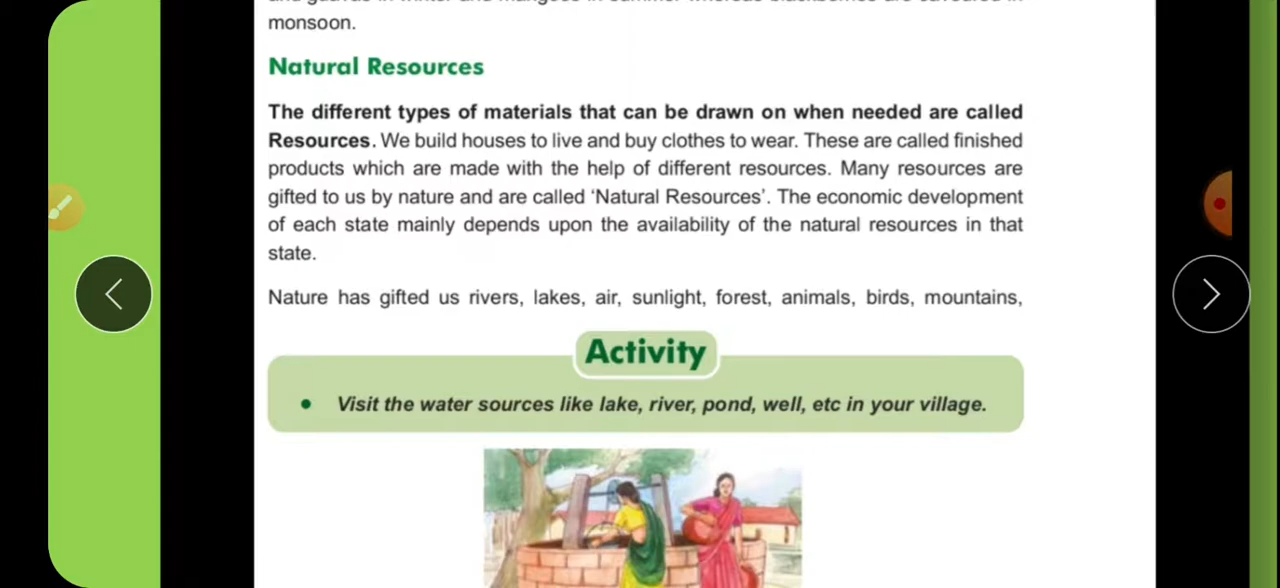 monsoon.
Natural Resources
The different types of materials that can be drawn on when needed are called
Resources. We build houses to live and buy clothes to wear. These are called finished
products which are made with the help of different resources. Many resources are
gifted to us by nature and are called ‘Natural Resources’. The economic development
of each state mainly depends upon the availability of the natural resources in that
state.
Nature has gifted us rivers, lakes, air, sunlight, forest, animals, birds, mountains,
Activity
• Visit the water sources like lake, river, pond, well, etc in your village.